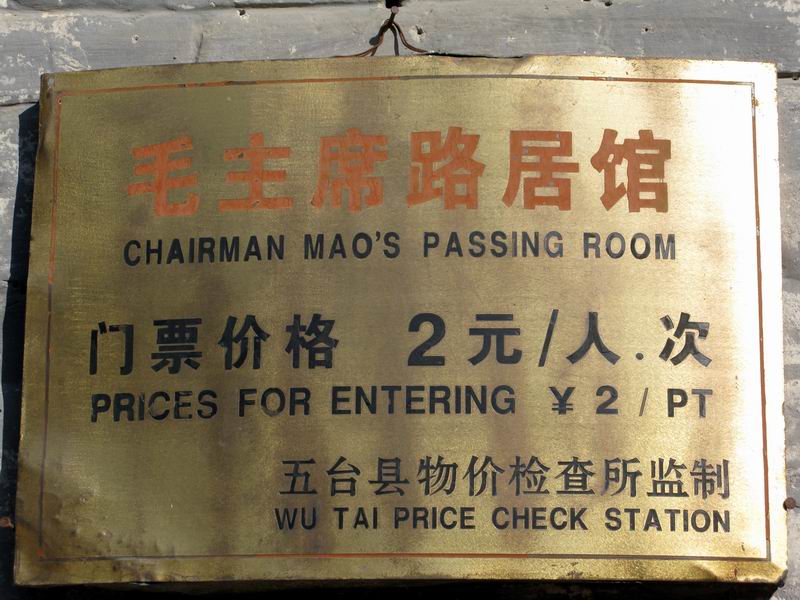 毛主席路居馆
CHAIRMAN MAO'S PASSING ROOM
门票价格 2元/人.次
PRICES FOR ENTERING ¥ 2 / PT
五台县物价检查所监制
WU TAI PRICE CHECK STATION